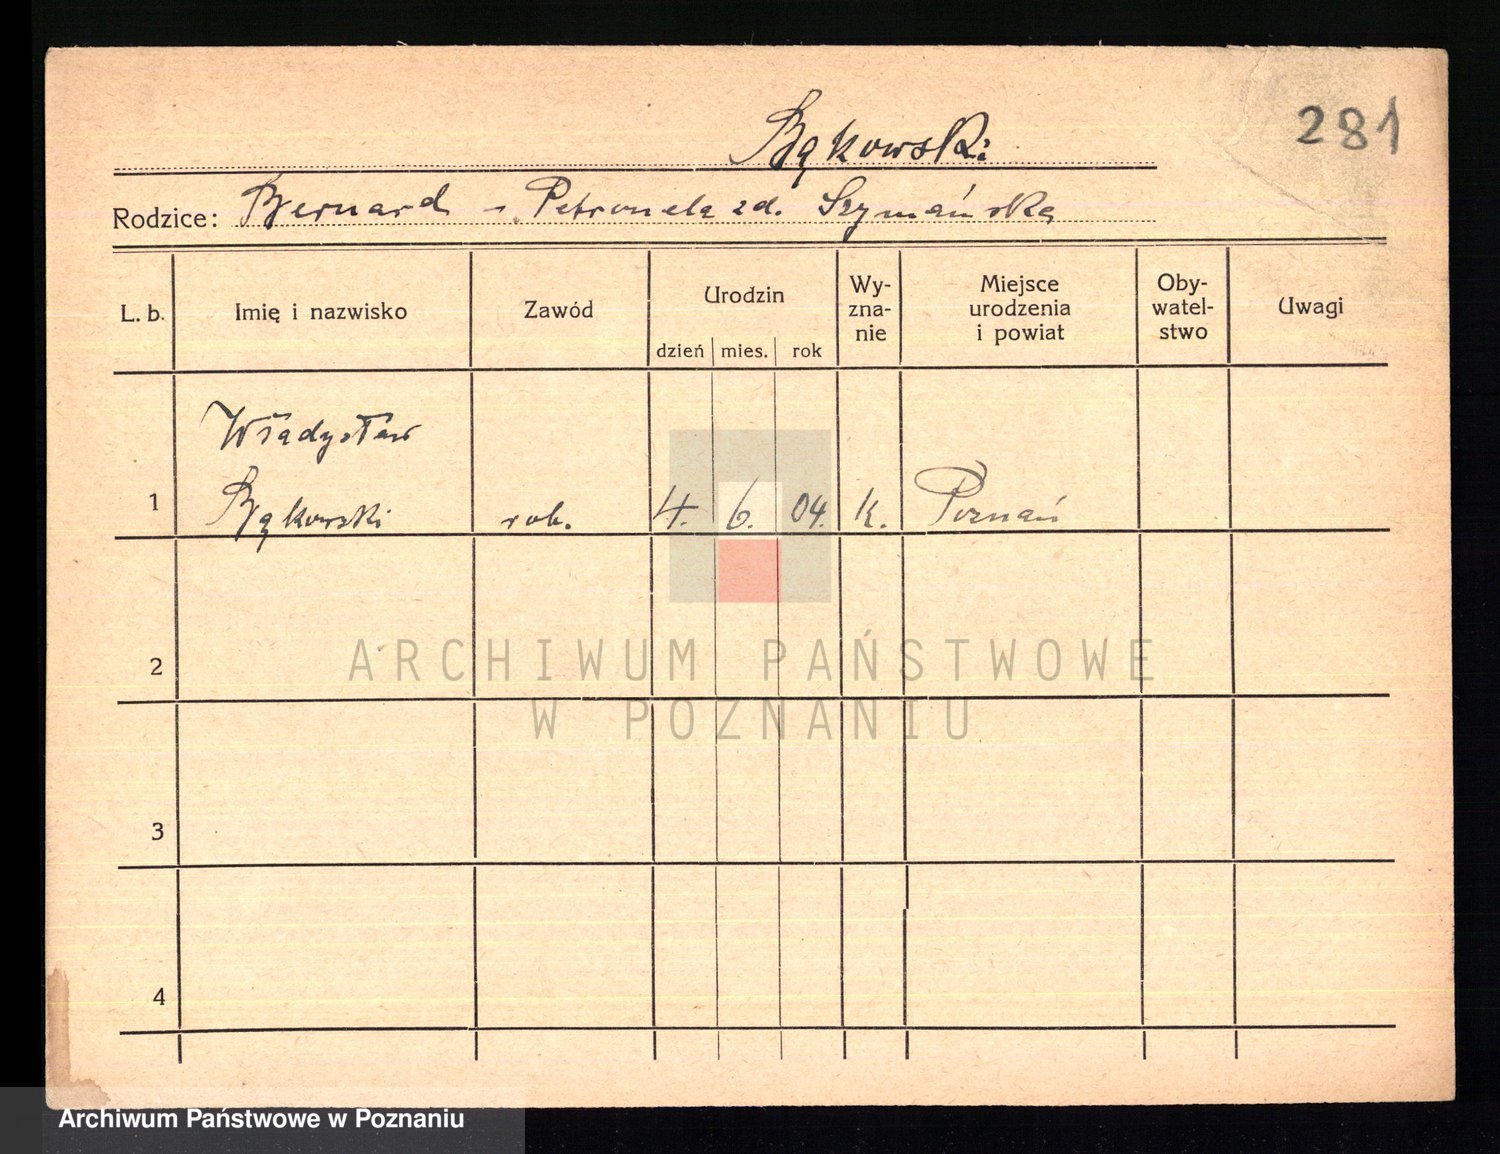 281
Bąkowski
Rodzice: Bernard - Petronela zd. Szymańska
L. b. Imię i nazwisko Zawód Urodzin Wy-zna-nie Miejsce urodzenia i powiat Oby-watel-stwo Uwagi
dzień mies. rok
Władysław
1 Bąkowski rob. 4. 6. 04. k. Poznań
2
ARCHIWUM PAŃSTWOWE
W POZNANIU
3
4
Archiwum Państwowe w Poznaniu